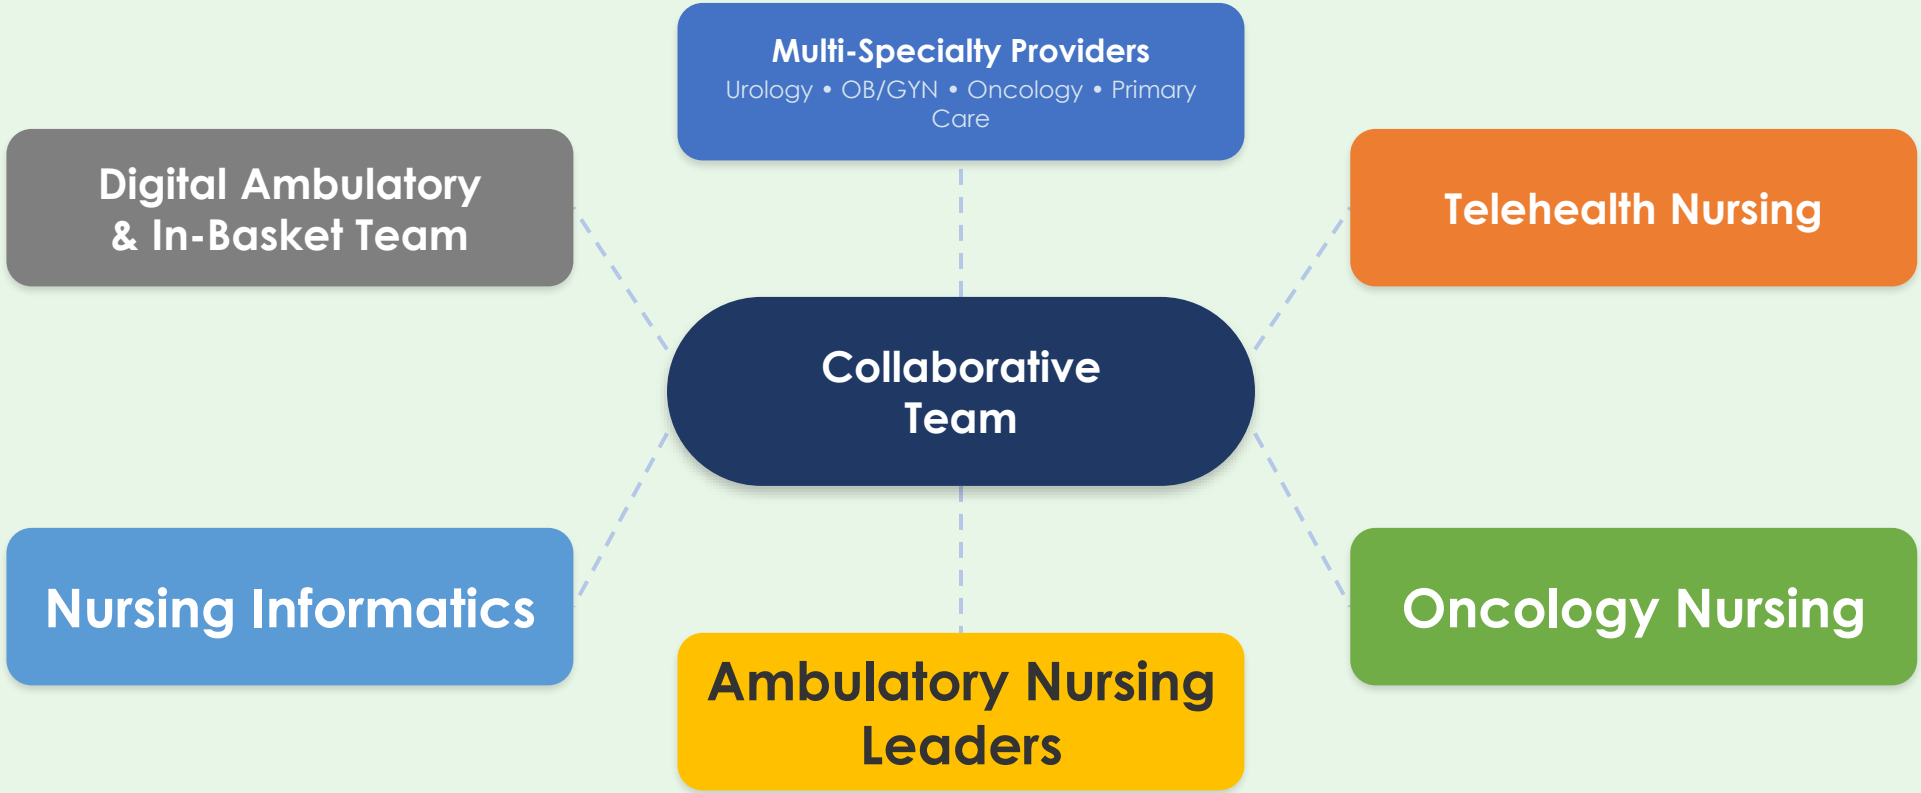 Multi-Specialty Providers
Urology • OB/GYN • Oncology • Primary
Care
Digital Ambulatory
& In-Basket Team
Telehealth Nursing
Collaborative
Team
Nursing Informatics
Oncology Nursing
Ambulatory Nursing
Leaders